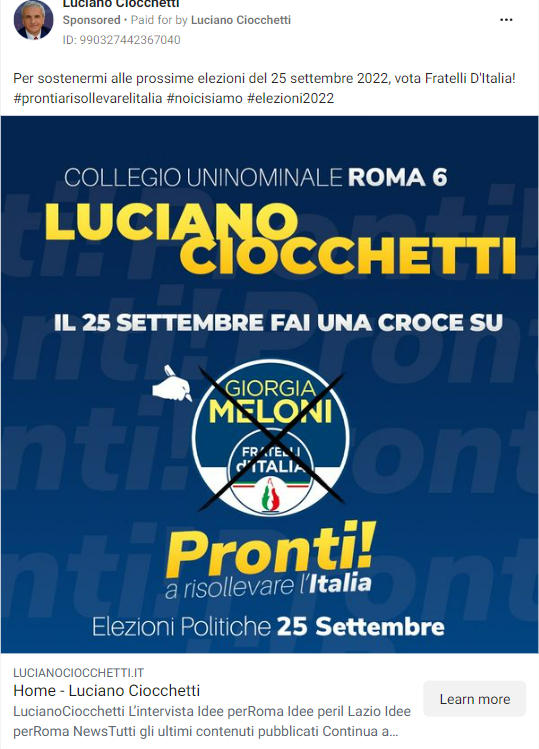 Luciano Ciocchetti
Sponsored • Paid for by Luciano Ciocchetti
ID: 990327442367040
Per sostenermi alle prossime elezioni del 25 settembre 2022, vota Fratelli D'Italia!
#prontiarisollevarelitalia #noicisiamo #elezioni2022
COLLEGIO UNINOMINALE ROMA 6
LUCIANO
CIOCCHETTI
IL 25 SETTEMBRE FAI UNA CROCE SU
GIORGIA
MELONI
FRATELLI
d'ITALIA
Pronti!
a risollevare l'Italia
Elezioni Politiche 25 Settembre
LUCIANOCIOCCHETTI.IT
Home - Luciano Ciocchetti
LucianoCiocchetti L'intervista Idee perRoma Idee peril Lazio Idee
perRoma NewsTutti gli ultimi contenuti pubblicati Continua a...
Learn more